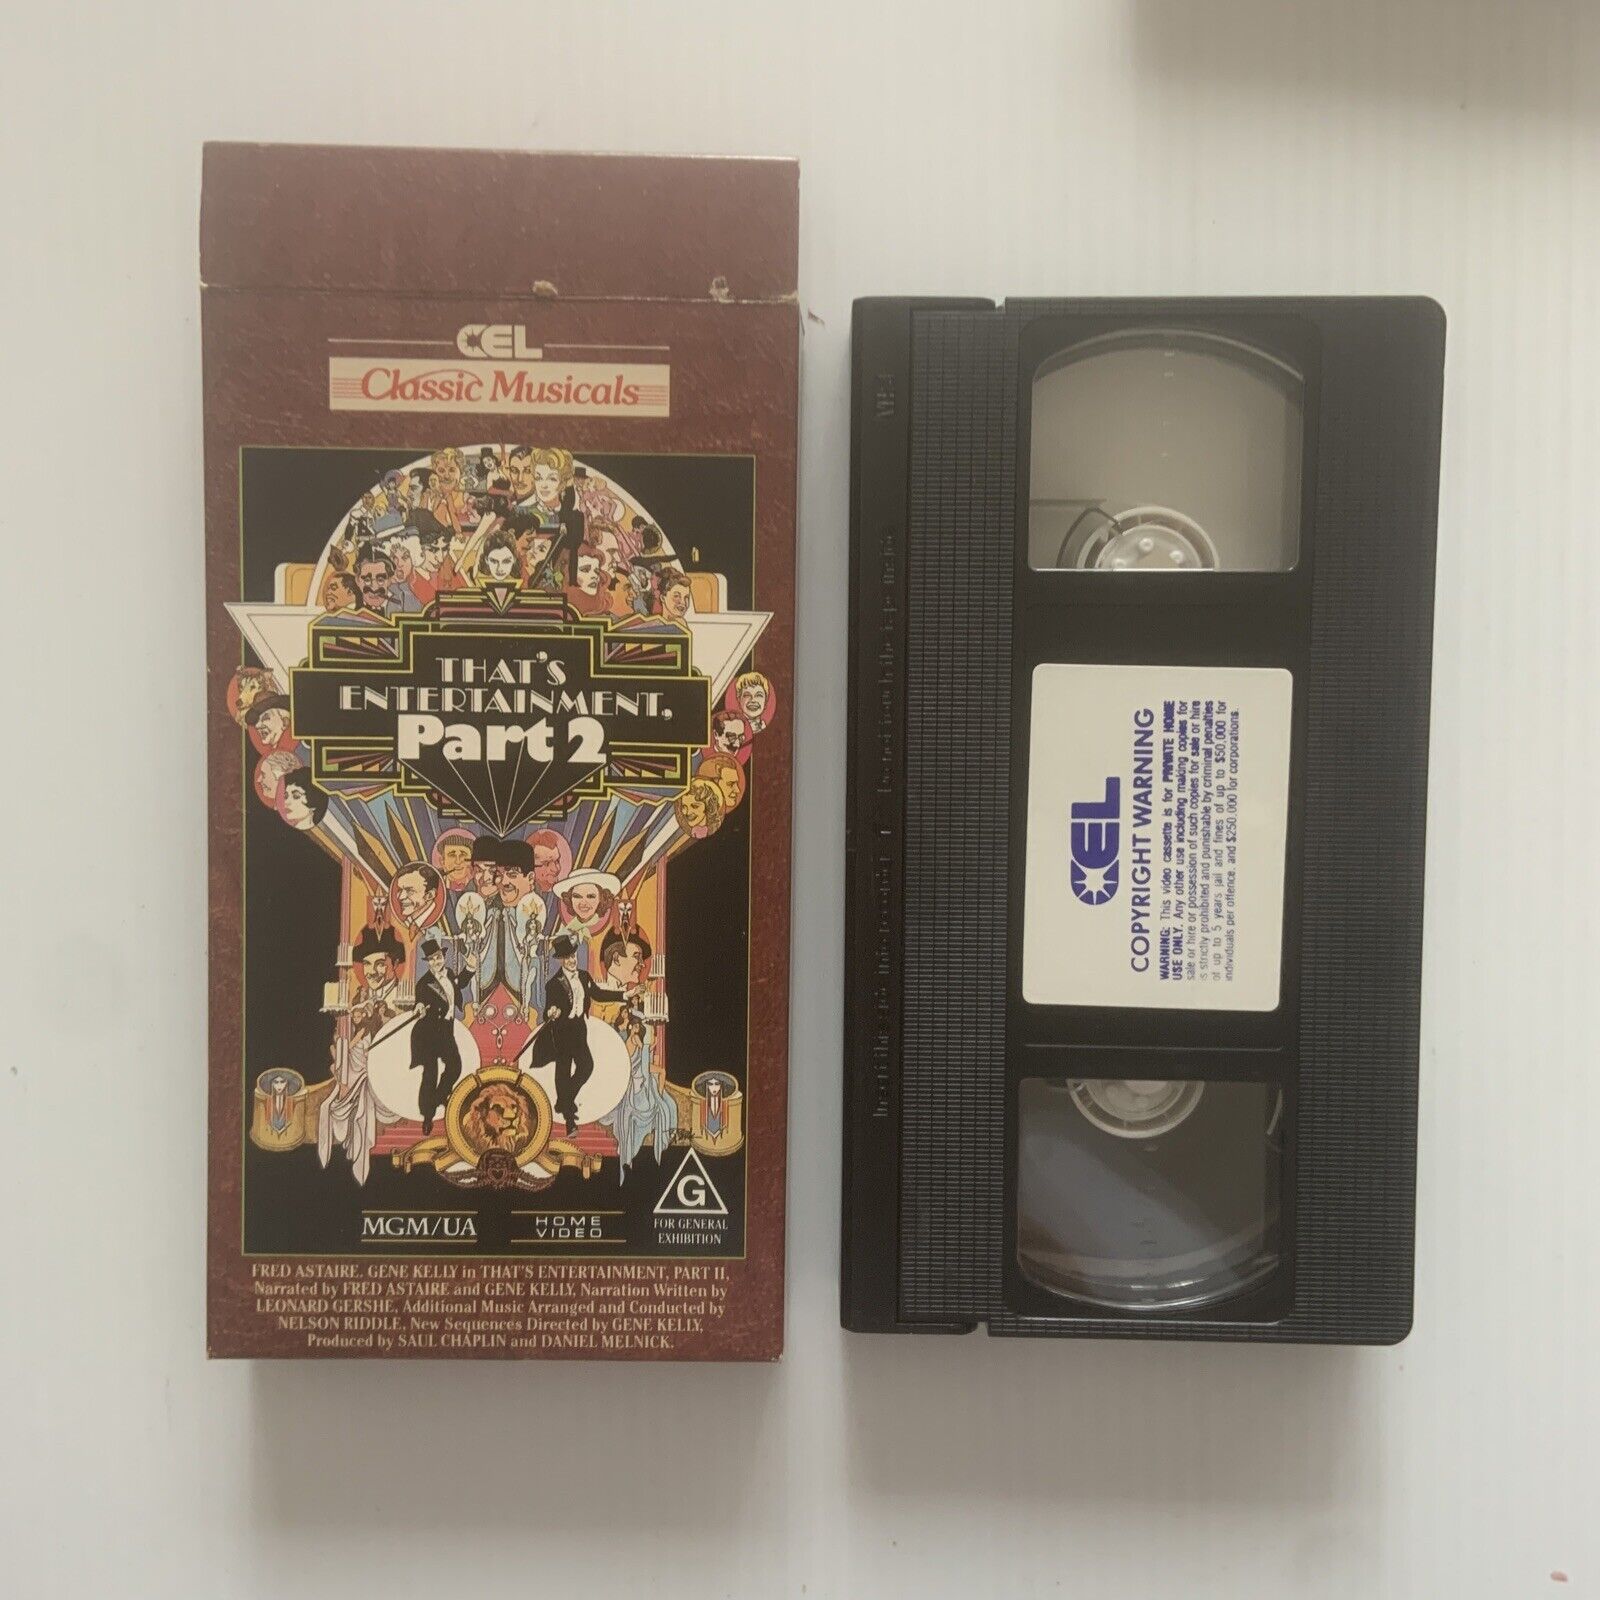 CEL
Classic Musicals
THAT'S
ENTERTAINMENT,
Part 2
G
FOR GENERAL
EXHIBITION
MGM/UA
HOME
VIDEO
FRED ASTAIRE, GENE KELLY in THAT'S ENTERTAINMENT, PART II,
Narrated by FRED ASTAIRE and GENE KELLY, Narration Written by
LEONARD GERSHE, Additional Music Arranged and Conducted by
NELSON RIDDLE, New Sequences Directed by GENE KELLY,
Produced by SAUL CHAPLIN and DANIEL MELNICK.
VHS
CEL
COPYRIGHT WARNING
WARNING: This video cassette is for PRIVATE HOME
USE ONLY. Any other use including making copies for
sale or hire or possession of such copies for sale or hire
is strictly prohibited and punishable by criminal penalties
of up to 5 years jail and fines of up to $50,000 for
individuals per offence, and $250,000 for corporations.